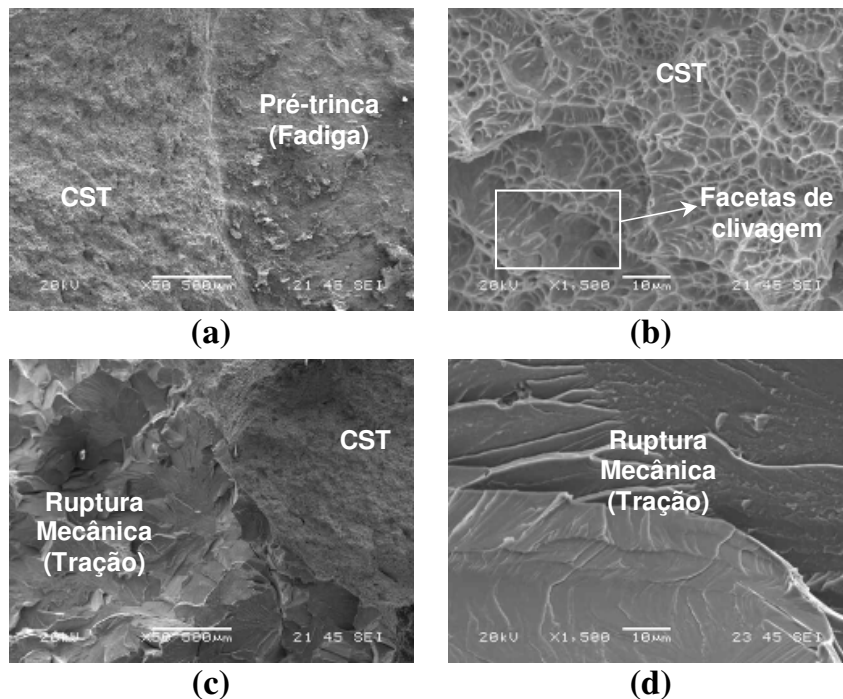 Pré-trinca
(Fadiga)
CST
20kV X50 500µm 21 45 SEI
(a)
CST
Facetas de
clivagem
20kV X1,500 10µm 21 45 SEI
(b)
CST
Ruptura
Mecânica
(Tração)
20kV X50 500µm 21 45 SEI
(c)
Ruptura
Mecânica
(Tração)
20kV X1,500 10µm 23 45 SEI
(d)